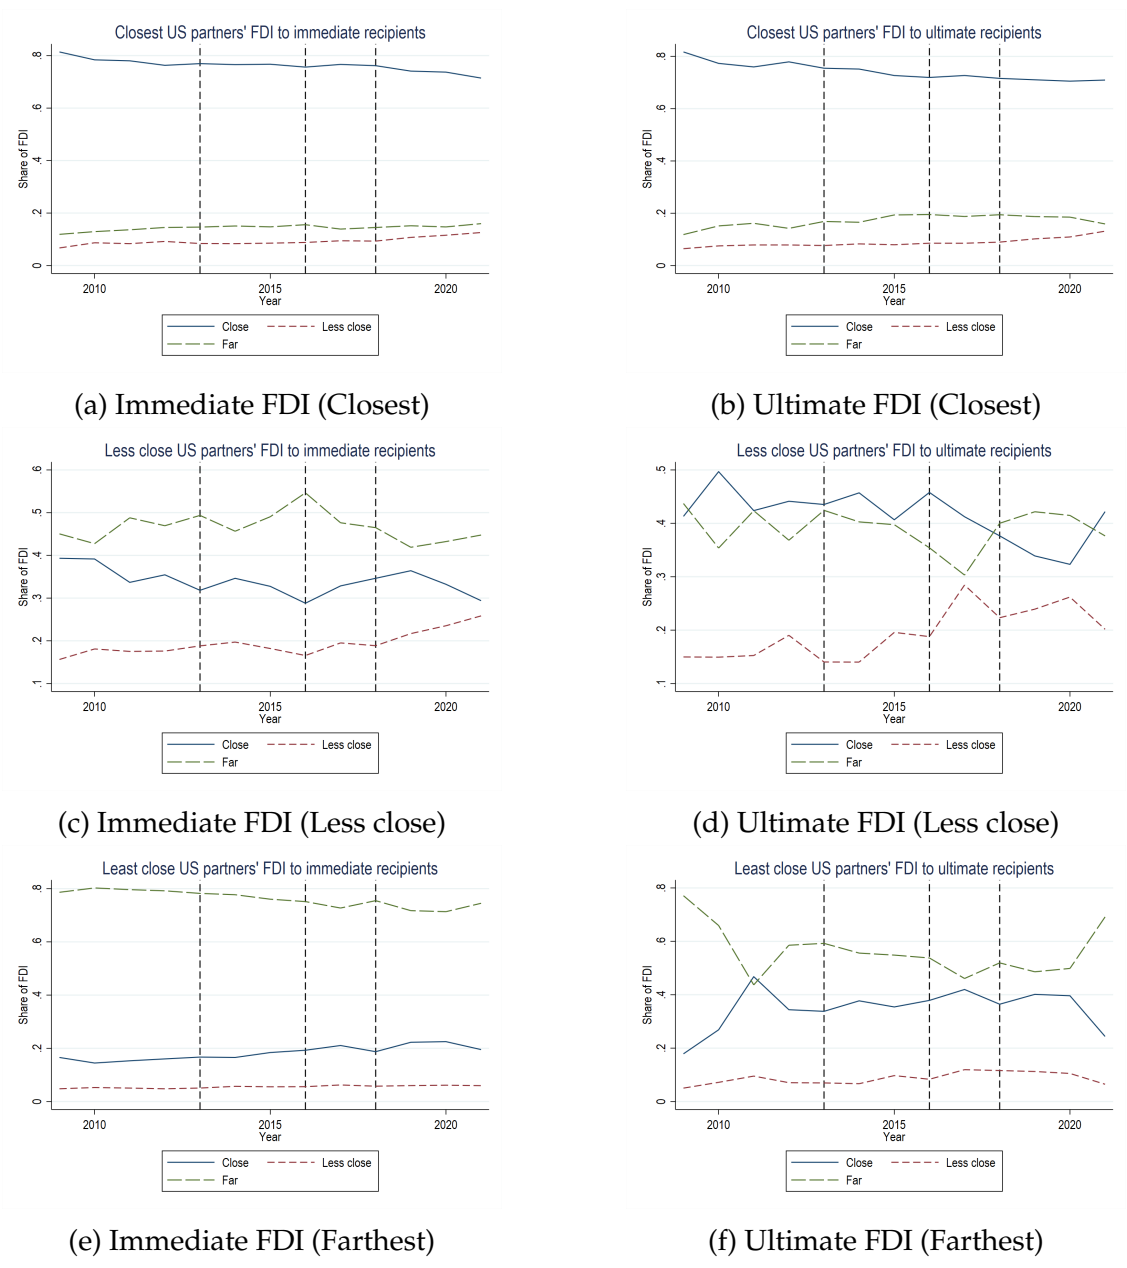 Closest US partners' FDI to immediate recipients
Share of FDI
.8
.6
.4
.2
0
2010
2015
2020
Year
Close
Less close
Far
(a) Immediate FDI (Closest)
Closest US partners' FDI to ultimate recipients
Share of FDI
.8
.6
.4
.2
0
2010
2015
2020
Year
Close
Less close
Far
(b) Ultimate FDI (Closest)
Less close US partners' FDI to immediate recipients
Share of FDI
.6
.5
.4
.3
.2
.1
2010
2015
2020
Year
Close
Less close
Far
(c) Immediate FDI (Less close)
Less close US partners' FDI to ultimate recipients
Share of FDI
.5
.4
.3
.2
.1
2010
2015
2020
Year
Close
Less close
Far
(d) Ultimate FDI (Less close)
Least close US partners' FDI to immediate recipients
Share of FDI
.8
.6
.4
.2
0
2010
2015
2020
Year
Close
Less close
Far
(e) Immediate FDI (Farthest)
Least close US partners' FDI to ultimate recipients
Share of FDI
.8
.6
.4
.2
0
2010
2015
2020
Year
Close
Less close
Far
(f) Ultimate FDI (Farthest)